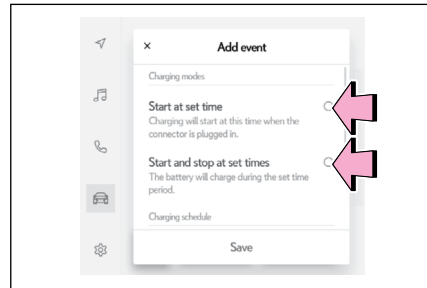 Add event
Charging modes
Start at set time
Charging will start at this time when the
connector is plugged in.
Start and stop at set times
The battery will charge during the set time
period.
Charging schedule
Save